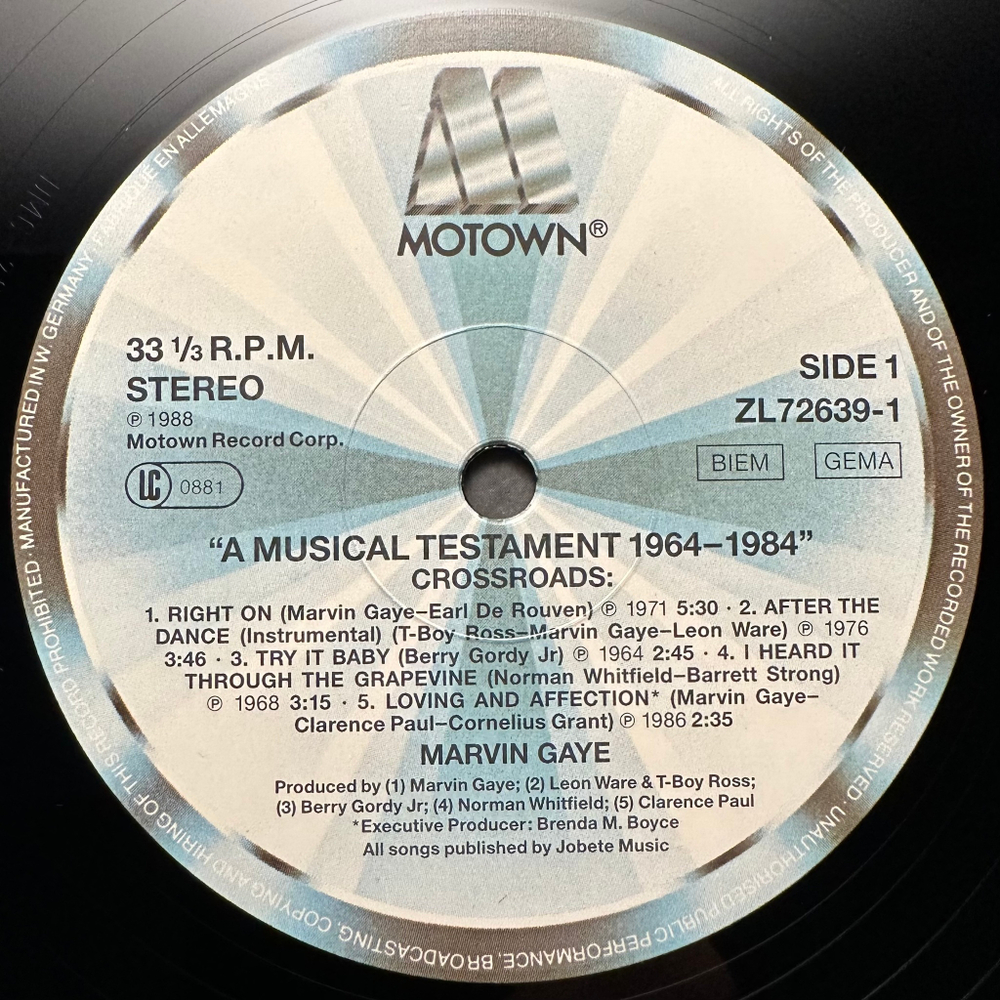 MOTOWN®
33 1/3 R.P.M.
STEREO
℗ 1988
Motown Record Corp.
LC 0881
SIDE 1
ZL72639-1
BIEM GEMA
"A MUSICAL TESTAMENT 1964–1984"
CROSSROADS:
1. RIGHT ON (Marvin Gaye–Earl De Rouven) ℗ 1971 5:30 · 2. AFTER THE
DANCE (Instrumental) (T-Boy Ross–Marvin Gaye–Leon Ware) ℗ 1976
3:46 · 3. TRY IT BABY (Berry Gordy Jr) ℗ 1964 2:45 · 4. I HEARD IT
THROUGH THE GRAPEVINE (Norman Whitfield–Barrett Strong)
℗ 1968 3:15 · 5. LOVING AND AFFECTION* (Marvin Gaye–
Clarence Paul–Cornelius Grant) ℗ 1986 2:35
MARVIN GAYE
Produced by (1) Marvin Gaye; (2) Leon Ware & T-Boy Ross;
(3) Berry Gordy Jr; (4) Norman Whitfield; (5) Clarence Paul
*Executive Producer: Brenda M. Boyce
All songs published by Jobete Music
ALL RIGHTS OF THE PRODUCER AND OF THE OWNER OF THE RECORDED WORK RESERVED · UNAUTHORISED PUBLIC PERFORMANCE, BROADCASTING, COPYING AND HIRING OF THIS RECORD PROHIBITED · MANUFACTURED IN W. GERMANY FABRIQUÉ EN ALLEMAGNE